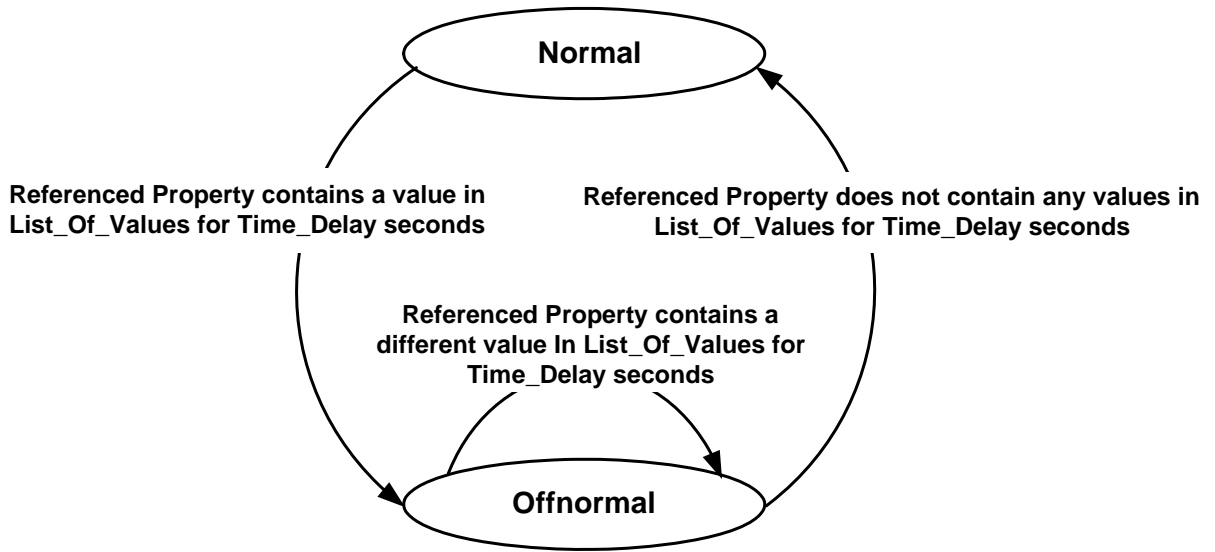 Normal
Referenced Property contains a value in
List_Of_Values for Time_Delay seconds
Referenced Property does not contain any values in
List_Of_Values for Time_Delay seconds
Referenced Property contains a
different value In List_Of_Values for
Time_Delay seconds
Offnormal